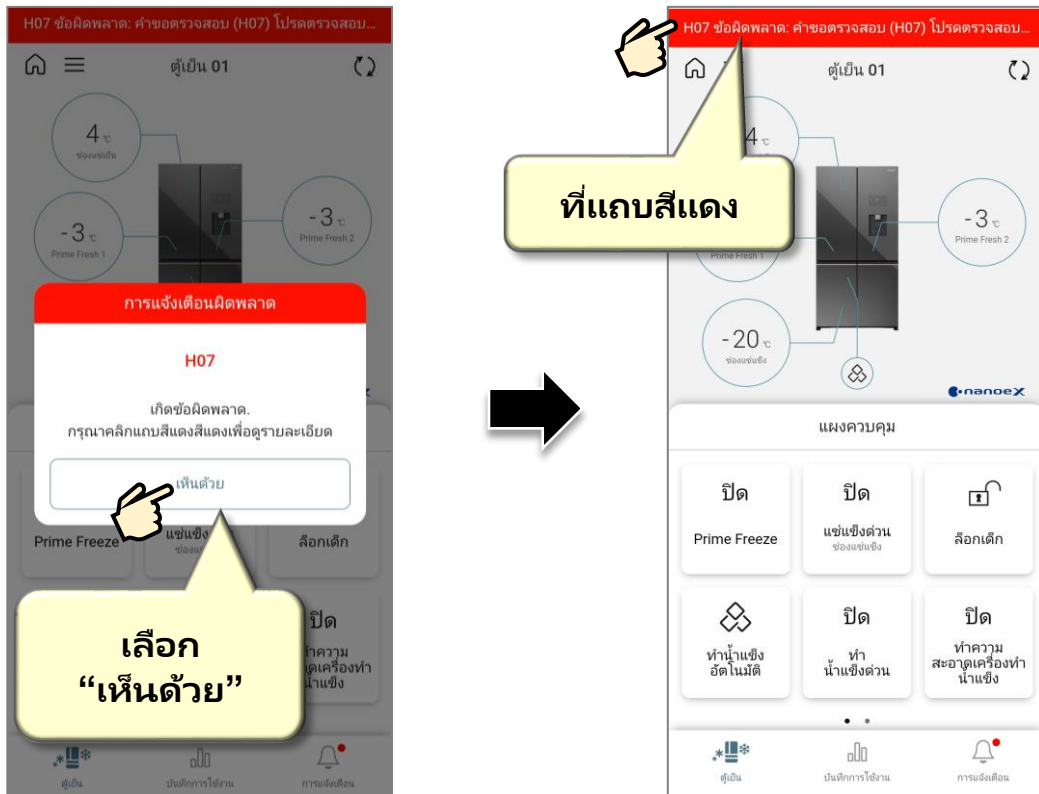 H07 ข้อผิดพลาด: คำขอตรวจสอบ (H07) โปรดตรวจสอบ...
ตู้เย็น 01
4 °C
ช่องแช่เย็น
-3 °C
Prime Fresh 1
-3 °C
Prime Fresh 2
การแจ้งเตือนผิดพลาด
H07
เกิดข้อผิดพลาด.
กรุณาคลิกแถบสีแดงสีแดงเพื่อดูรายละเอียด
เห็นด้วย
Prime Freeze
แช่แข็ง
ล็อกเด็ก
เลือก
“เห็นด้วย”
ปิด
น้ำแข็ง
ตู้เย็น
บันทึกการใช้งาน
การแจ้งเตือน
H07 ข้อผิดพลาด: คำขอตรวจสอบ (H07) โปรดตรวจสอบ...
ตู้เย็น 01
ที่แถบสีแดง
4 °C
Prime Fresh 1
-3 °C
Prime Fresh 2
-20 °C
ช่องแช่แข็ง
nanoeX
แผงควบคุม
ปิด
Prime Freeze
ปิด
แช่แข็งด่วน
ช่องแช่แข็ง
ล็อกเด็ก
ทำน้ำแข็ง
อัตโนมัติ
ปิด
ทำ
น้ำแข็งด่วน
ปิด
ทำความ
สะอาดเครื่องทำ
น้ำแข็ง
ตู้เย็น
บันทึกการใช้งาน
การแจ้งเตือน